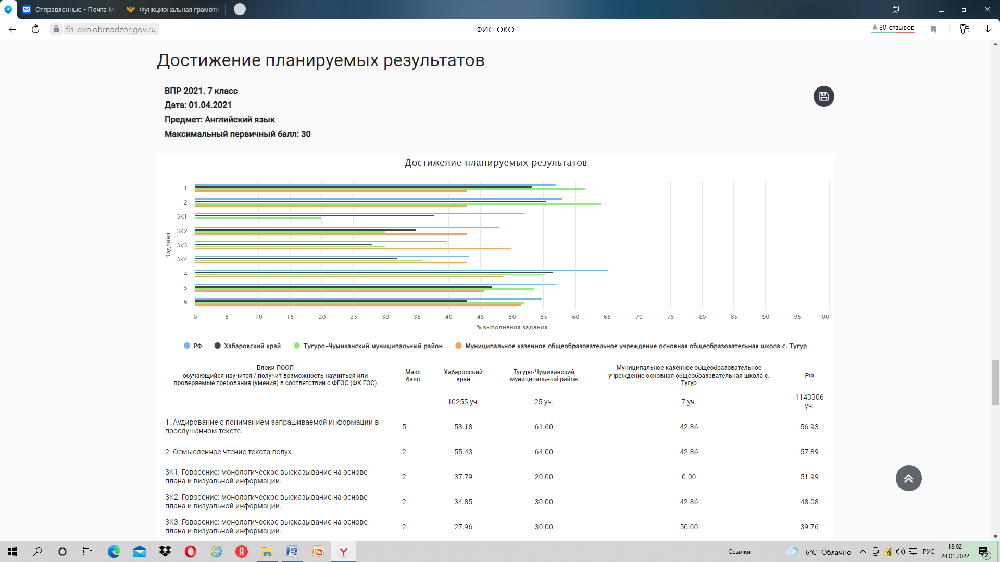 Отправленные - Почта
Функциональная грамотн
fis-oko.obrnadzor.gov.ru
ФИС-ОКО
80 отзывов
Достижение планируемых результатов
ВПР 2021. 7 класс
Дата: 01.04.2021
Предмет: Английский язык
Максимальный первичный балл: 30
Достижение планируемых результатов
Задания
1
2
3K1
3K2
3K3
3K4
4
5
6
0 5 10 15 20 25 30 35 40 45 50 55 60 65 70 75 80 85 90 95 100
% выполнения задания
РФ Хабаровский край Тугуро-Чумиканский муниципальный район Муниципальное казенное общеобразовательное учреждение основная общеобразовательная школа с. Тугур
Блоки ПООП
обучающийся научится / получит возможность научиться или
проверяемые требования (умения) в соответствии с ФГОС (ФК ГОС)
Макс
балл
Хабаровский
край
Тугуро-Чумиканский
муниципальный район
Муниципальное казенное общеобразовательное
учреждение основная общеобразовательная школа с.
Тугур
РФ
10255 уч. 25 уч. 7 уч. 1143306
уч.
1. Аудирование с пониманием запрашиваемой информации в
прослушанном тексте.
5 53.18 61.60 42.86 56.93
2. Осмысленное чтение текста вслух.
2 55.43 64.00 42.86 57.89
3K1. Говорение: монологическое высказывание на основе
плана и визуальной информации.
2 37.79 20.00 0.00 51.99
3K2. Говорение: монологическое высказывание на основе
плана и визуальной информации.
2 34.85 30.00 42.86 48.08
3K3. Говорение: монологическое высказывание на основе
плана и визуальной информации.
2 27.96 30.00 50.00 39.76
Ссылки
-6°C Облачно
РУС
18:02
24.01.2022
2